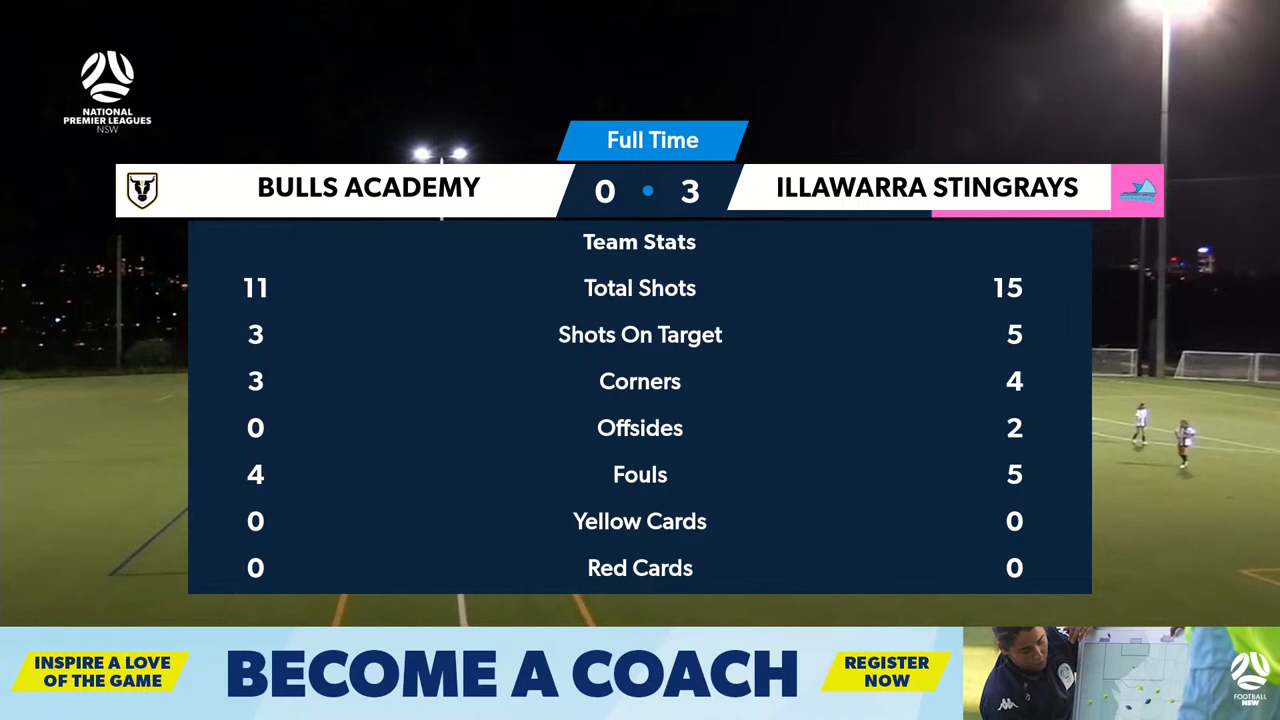 NATIONAL
PREMIER LEAGUES
NSW
Full Time
BULLS ACADEMY 0 • 3 ILLAWARRA STINGRAYS
Team Stats
11 Total Shots 15
3 Shots On Target 5
3 Corners 4
0 Offsides 2
4 Fouls 5
0 Yellow Cards 0
0 Red Cards 0
INSPIRE A LOVE
OF THE GAME
BECOME A COACH
REGISTER
NOW
FOOTBALL
NSW